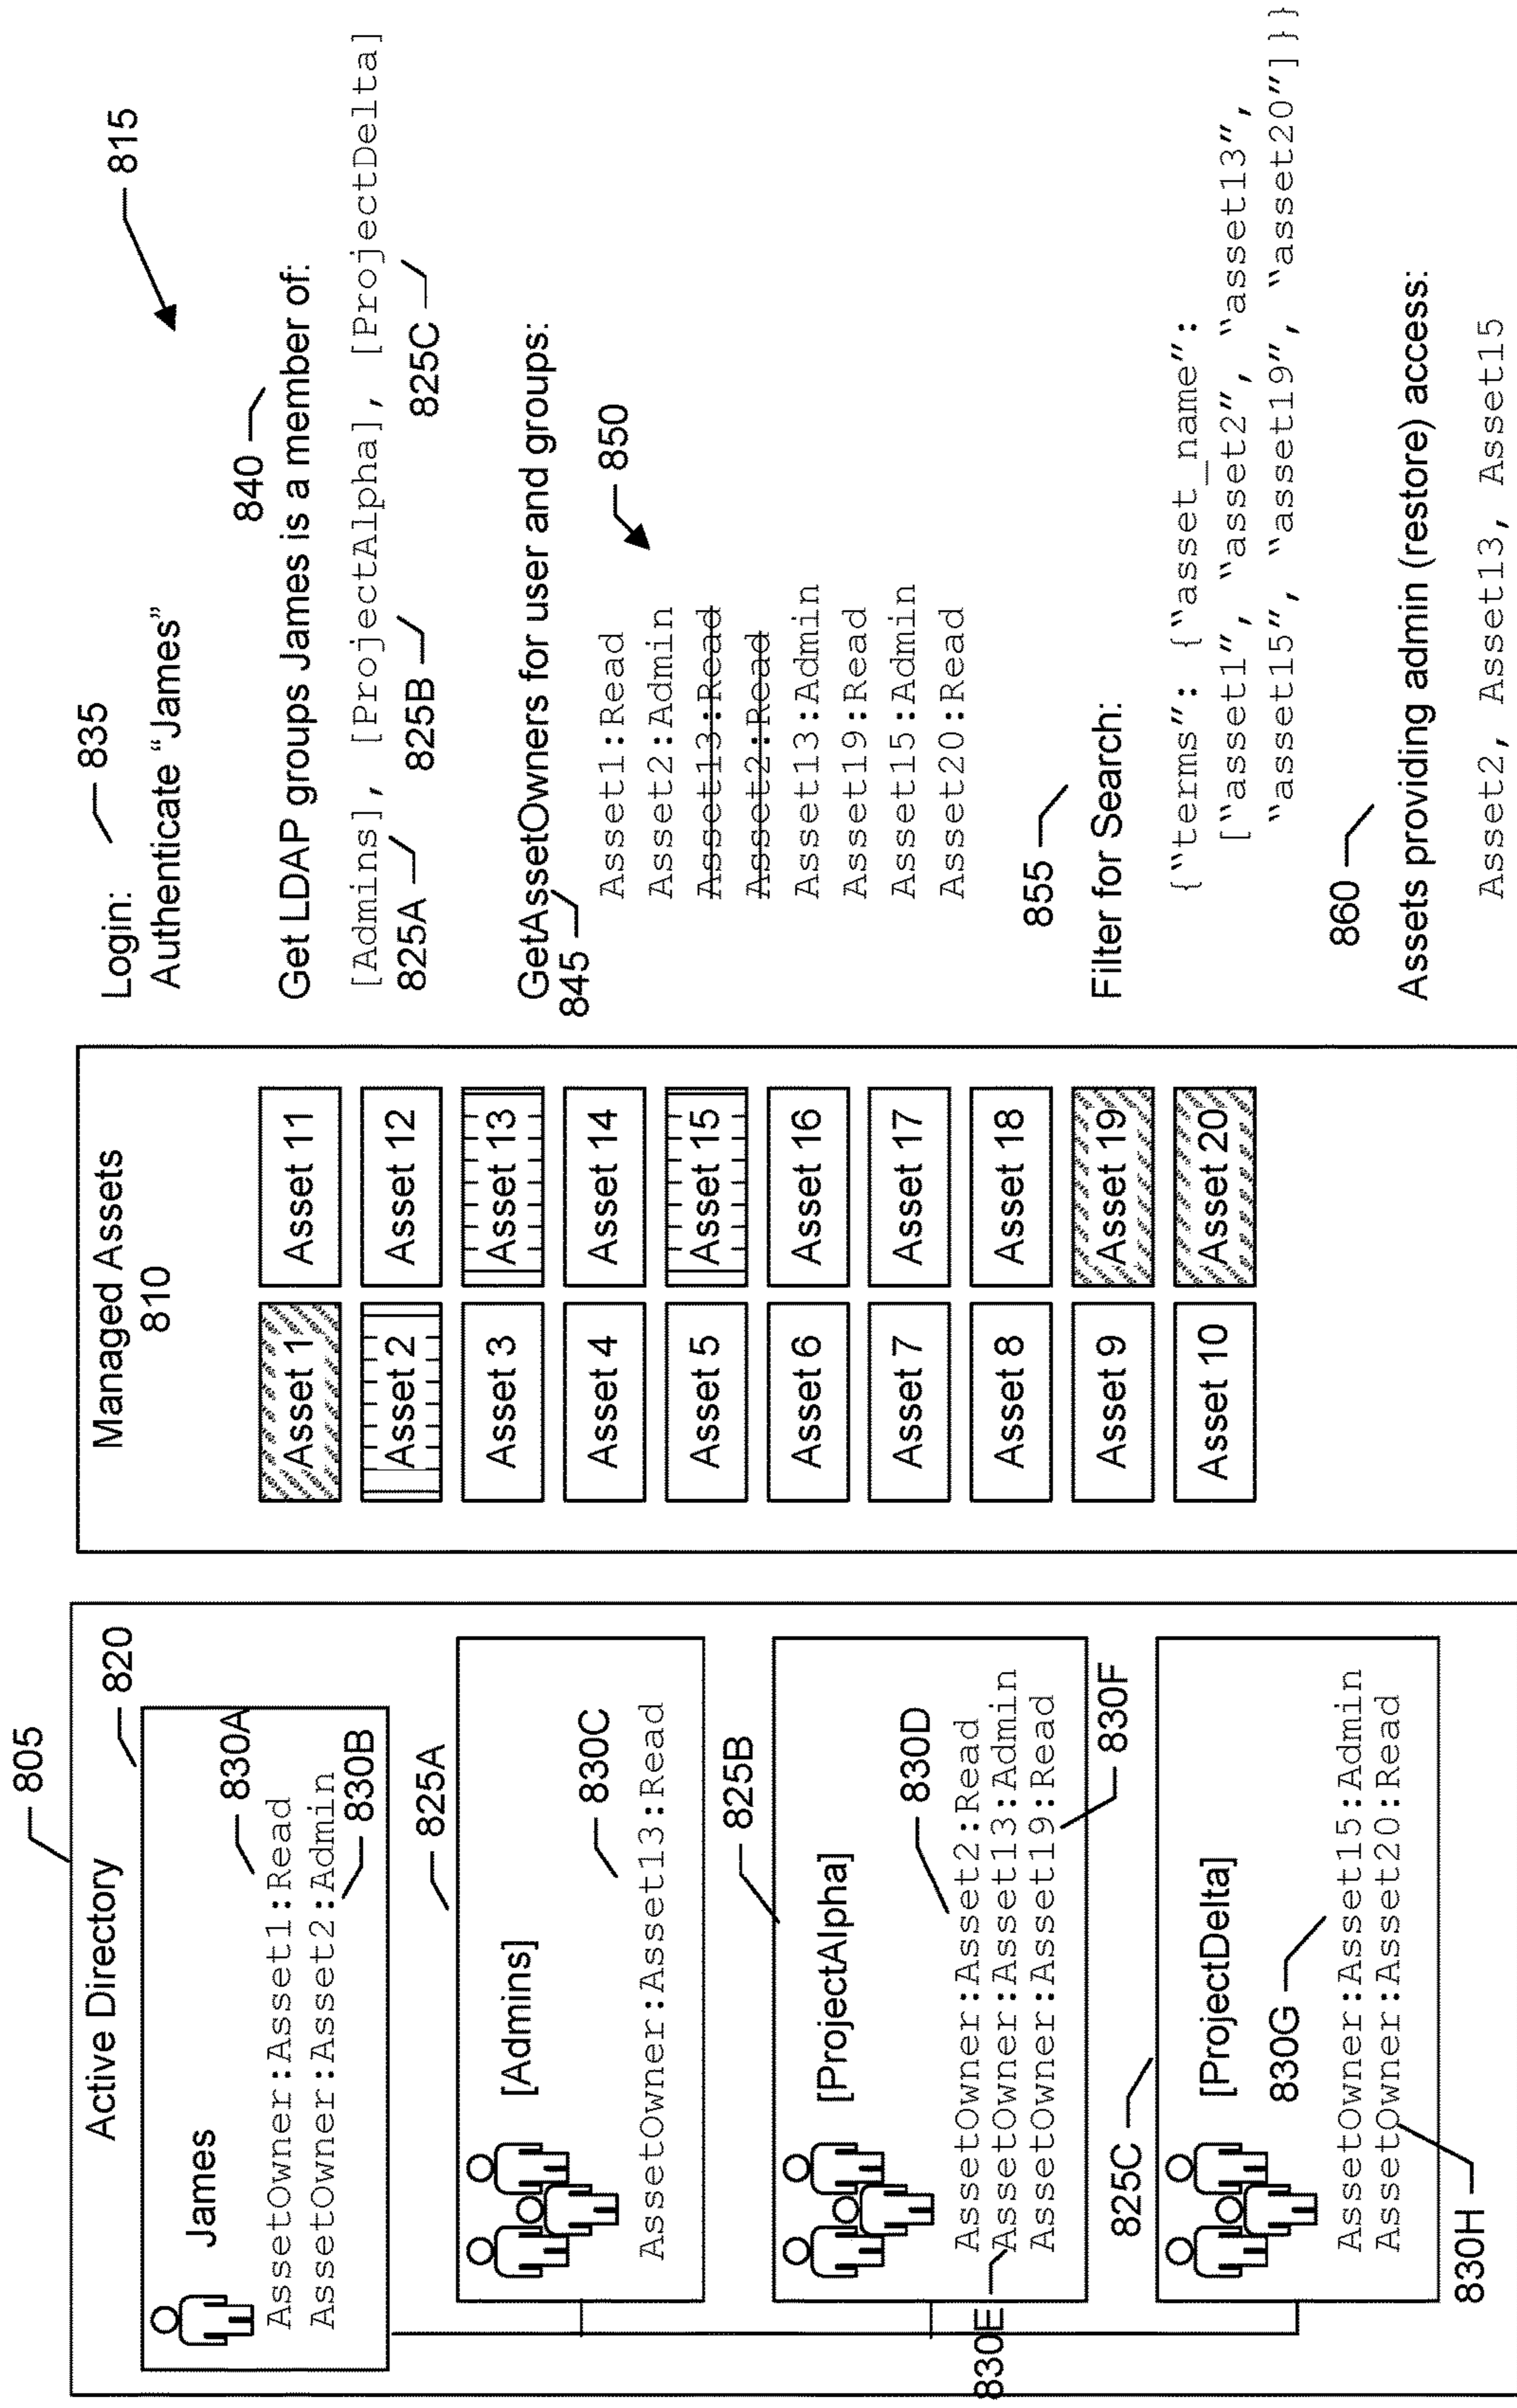 805
Active Directory
820
James
830A
AssetOwner:Asset1:Read
AssetOwner:Asset2:Admin
830B
825A
[Admins]
830C
AssetOwner:Asset13:Read
825B
[ProjectAlpha]
830D
AssetOwner:Asset2:Read
AssetOwner:Asset13:Admin
AssetOwner:Asset19:Read
830E
830F
825C
[ProjectDelta]
830G
AssetOwner:Asset15:Admin
AssetOwner:Asset20:Read
830H
Managed Assets
810
Asset 1
Asset 11
Asset 2
Asset 12
Asset 3
Asset 13
Asset 4
Asset 14
Asset 5
Asset 15
Asset 6
Asset 16
Asset 7
Asset 17
Asset 8
Asset 18
Asset 9
Asset 19
Asset 10
Asset 20
815
Login:
835
Authenticate “James”
840
Get LDAP groups James is a member of:
[Admins], [ProjectAlpha], [ProjectDelta]
825A
825B
825C
GetAssetOwners for user and groups:
845
850
Asset1:Read
Asset2:Admin
Asset13:Read
Asset2:Read
Asset13:Admin
Asset19:Read
Asset15:Admin
Asset20:Read
855
Filter for Search:
{“terms”: {“asset_name”:
[“asset1”, “asset2”, “asset13”,
“asset15”, “asset19”, “asset20”]}}
860
Assets providing admin (restore) access:
Asset2, Asset13, Asset15